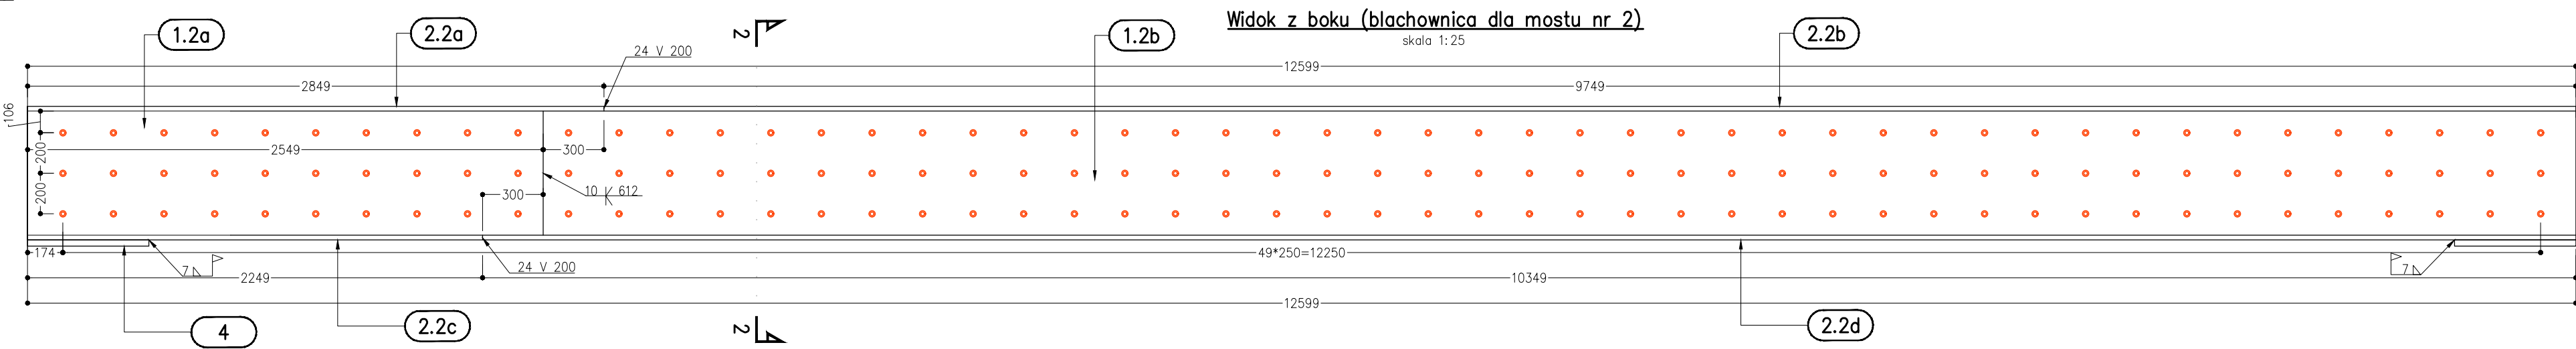 Widok z boku (blachownica dla mostu nr 2)
skala 1:25
1.2a
2.2a
2
1.2b
2.2b
24 V 200
12599
2849
9749
106
200
200
2549
300
300
10 K 612
174
49*250=12250
7
24 V 200
7
2249
10349
12599
4
2.2c
2
2.2d